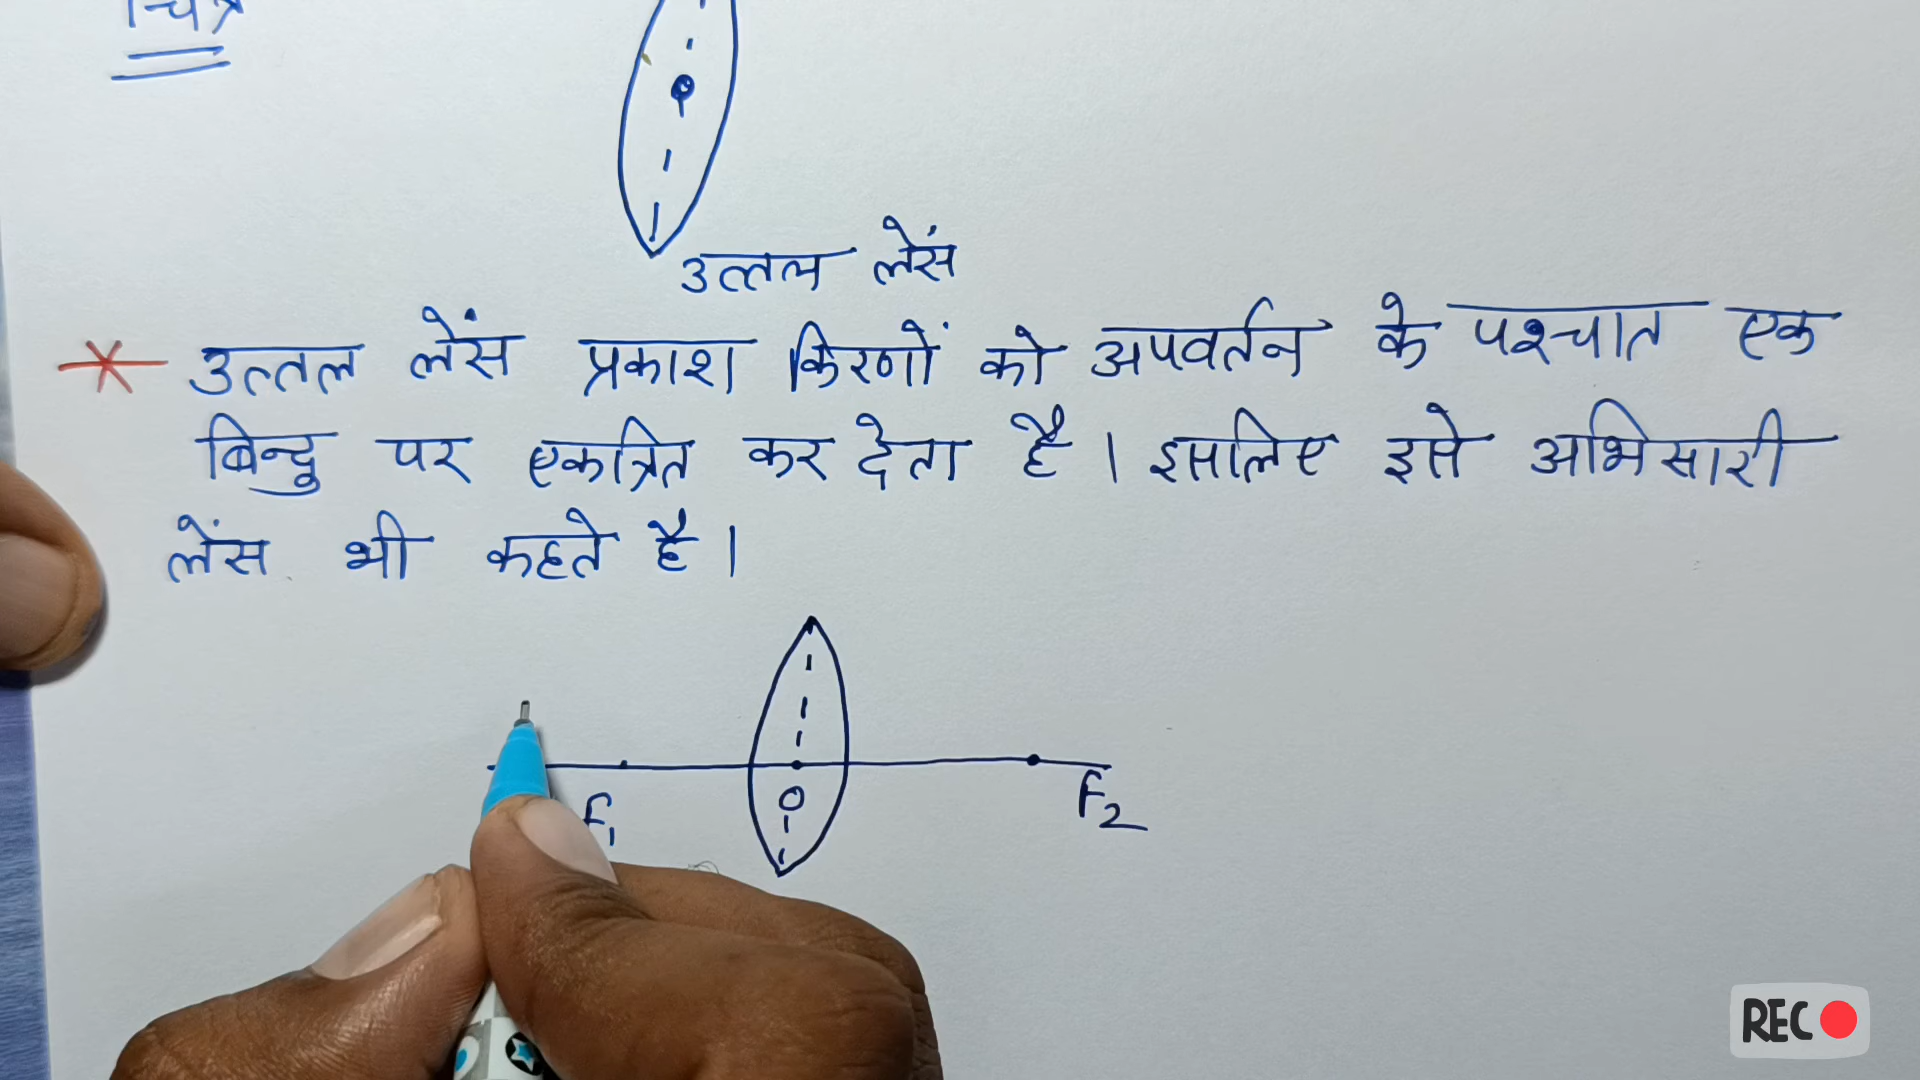 चित्र
उत्तल लेंस
* उत्तल लेंस प्रकाश किरणों को अपवर्तन के पश्चात एक
बिन्दु पर एकत्रित कर देता है । इसलिए इसे अभिसारी
लेंस भी कहते है ।
F₁ O F₂
REC